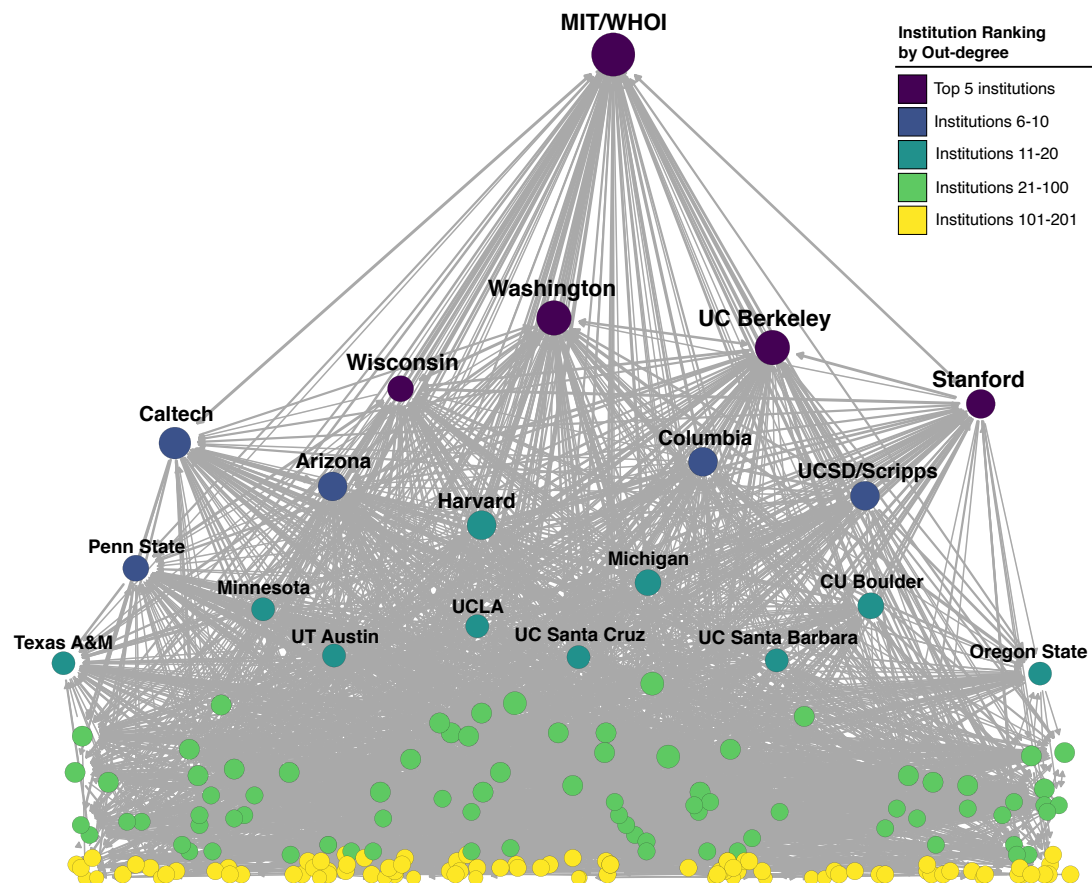 MIT/WHOI
Institution Ranking
by Out-degree
Top 5 institutions
Institutions 6-10
Institutions 11-20
Institutions 21-100
Institutions 101-201
Washington
UC Berkeley
Wisconsin
Stanford
Caltech
Columbia
Arizona
UCSD/Scripps
Harvard
Penn State
Michigan
Minnesota
CU Boulder
UCLA
Texas A&M
UT Austin
UC Santa Cruz
UC Santa Barbara
Oregon State